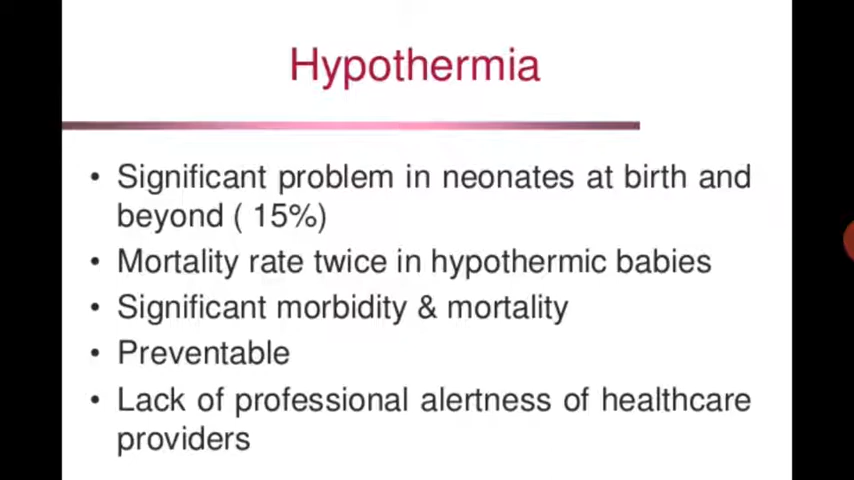 Hypothermia
• Significant problem in neonates at birth and
beyond ( 15%)
• Mortality rate twice in hypothermic babies
• Significant morbidity & mortality
• Preventable
• Lack of professional alertness of healthcare
providers